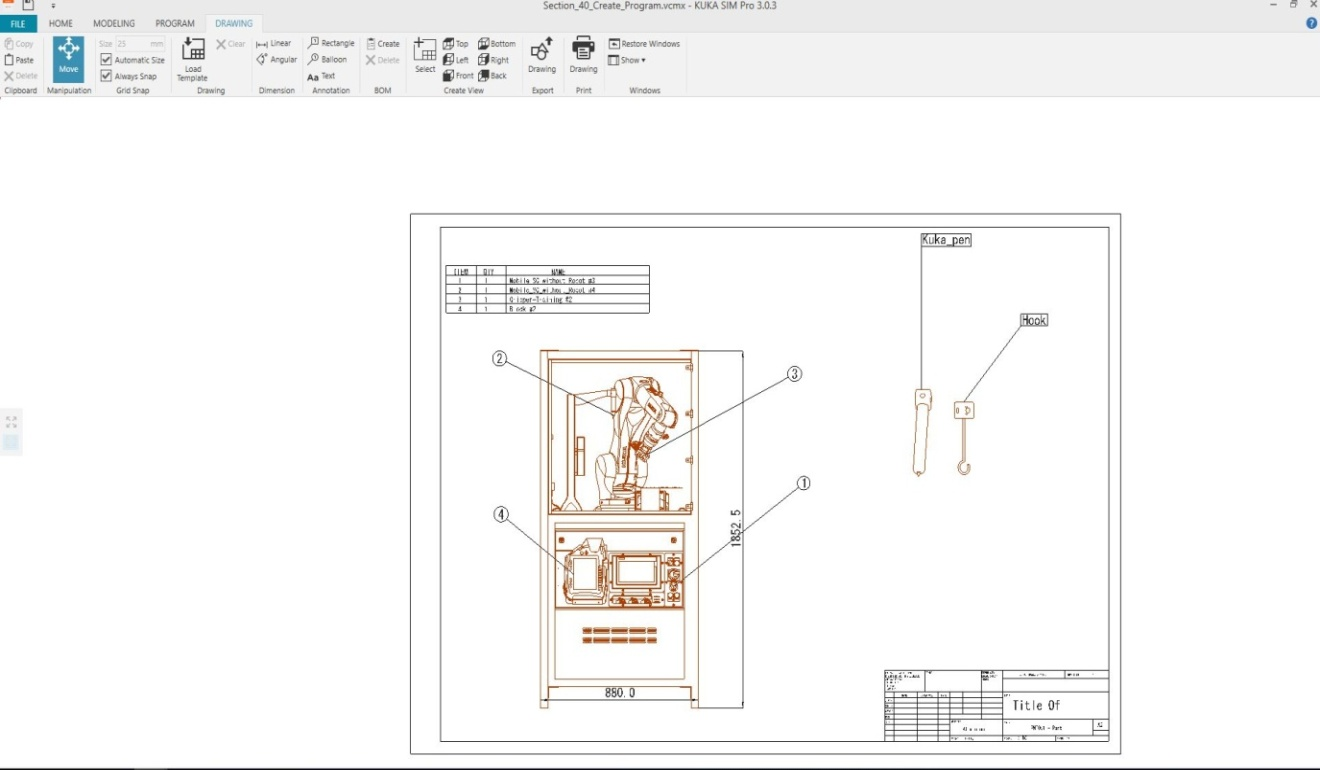 Section_40_Create_Program.vcmx - KUKA SIM Pro 3.0.3
FILE HOME MODELING PROGRAM DRAWING
Copy
Paste
Delete
Clipboard
Move
Manipulation
Size 25 mm
Automatic Size
Always Snap
Grid Snap
Load Template
Clear
Drawing
Linear
Angular
Dimension
Rectangle
Balloon
Aa Text
Annotation
Create
Delete
BOM
Select
Top Bottom
Left Right
Front Back
Create View
Drawing
Export
Drawing
Print
Restore Windows
Show
Windows
Kuka_pen
Hook
QTY NAME
1 1
2 1
3 1
4 1
2
3
1
4
1852.5
880.0
Title Of